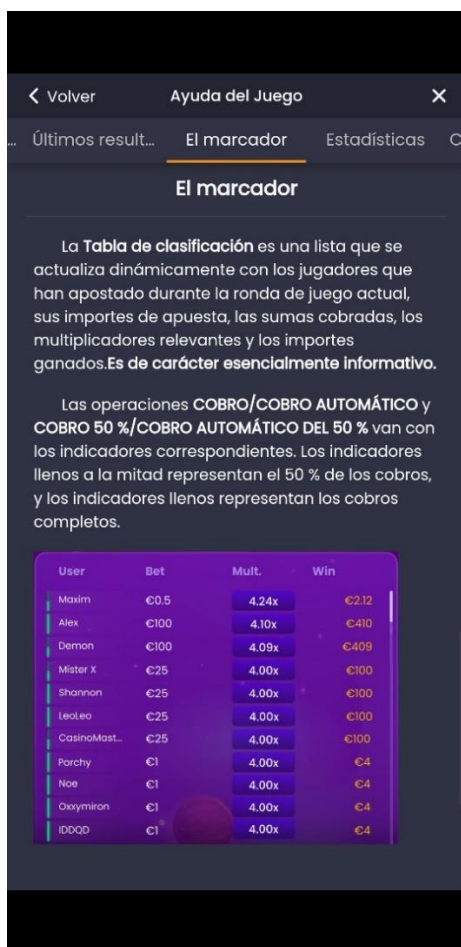 Volver Ayuda del Juego
... Últimos result... El marcador Estadísticas C
El marcador
La Tabla de clasificación es una lista que se
actualiza dinámicamente con los jugadores que
han apostado durante la ronda de juego actual,
sus importes de apuesta, las sumas cobradas, los
multiplicadores relevantes y los importes
ganados.Es de carácter esencialmente informativo.
Las operaciones COBRO/COBRO AUTOMÁTICO y
COBRO 50 %/COBRO AUTOMÁTICO DEL 50 % van con
los indicadores correspondientes. Los indicadores
llenos a la mitad representan el 50 % de los cobros,
y los indicadores llenos representan los cobros
completos.
User Bet Mult. Win
Maxim €0.5 4.24x €2.12
Alex €100 4.10x €410
Demon €100 4.09x €409
Mister X €25 4.00x €100
Shannon €25 4.00x €100
LeoLeo €25 4.00x €100
CasinoMast... €25 4.00x €100
Porchy €1 4.00x €4
Noe €1 4.00x €4
Oxxymiron €1 4.00x €4
IDDQD €1 4.00x €4